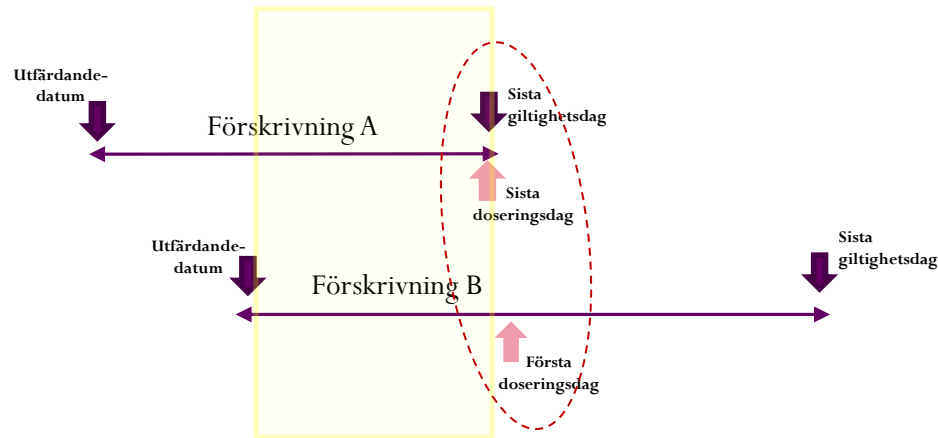 Utfärdande-
datum
Förskrivning A
Sista
giltighetsdag
Sista
doseringsdag
Utfärdande-
datum
Förskrivning B
Sista
giltighetsdag
Första
doseringsdag